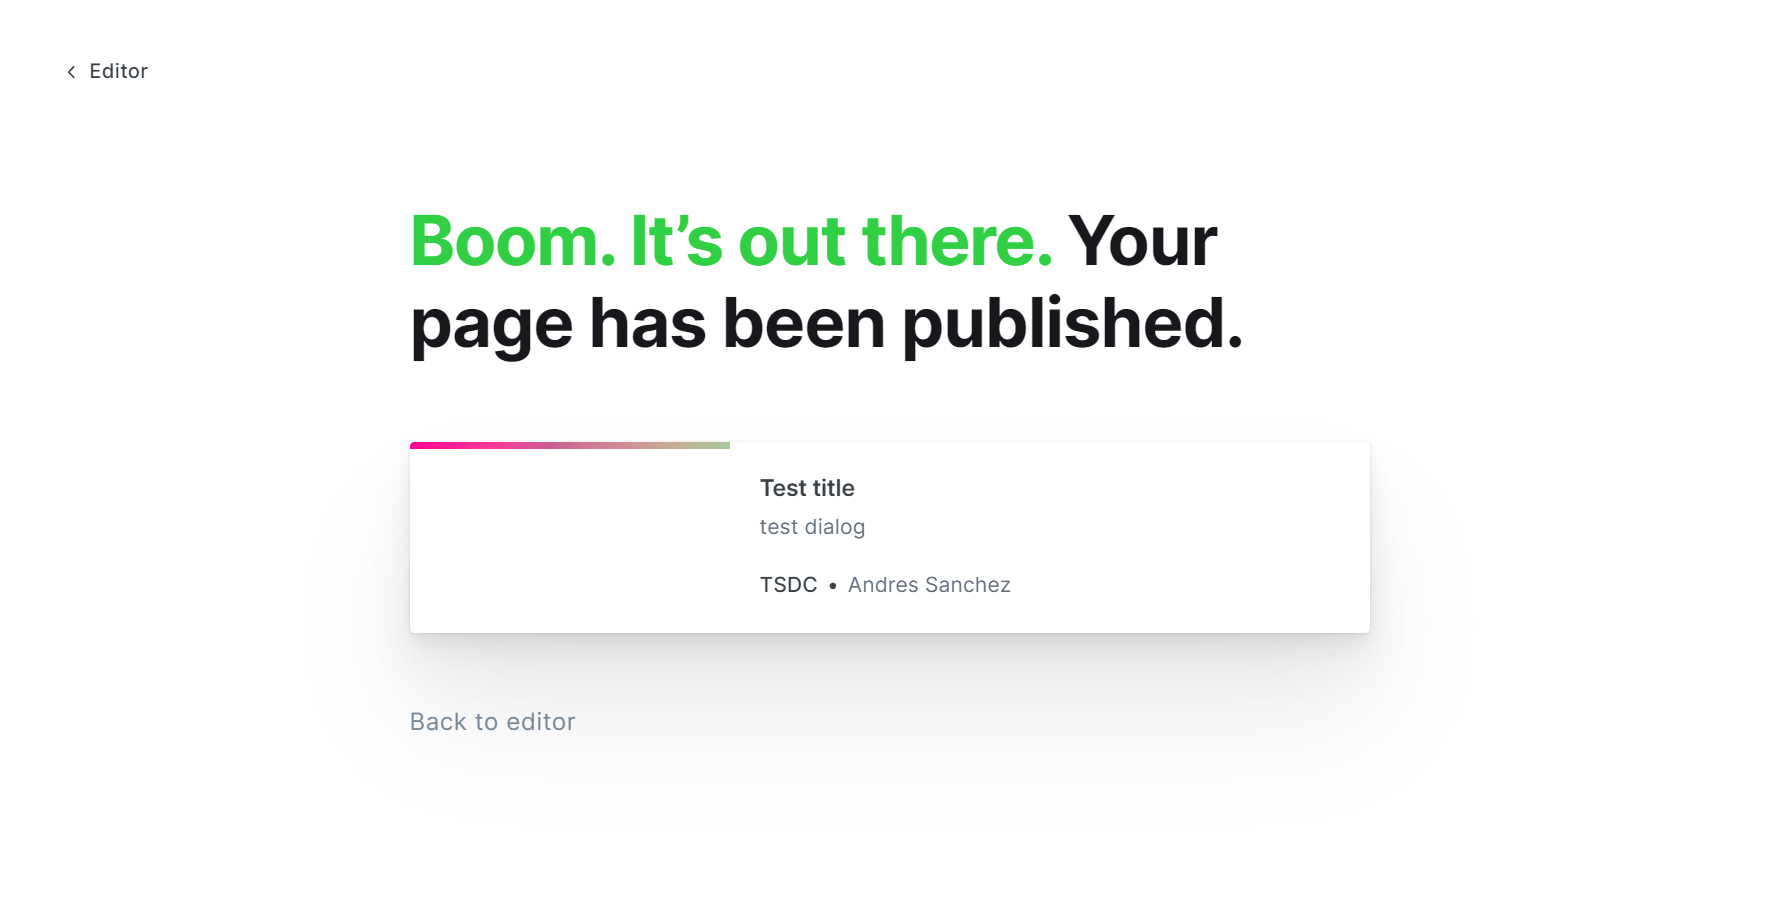 Editor
Boom. It’s out there. Your
page has been published.
Test title
test dialog
TSDC • Andres Sanchez
Back to editor